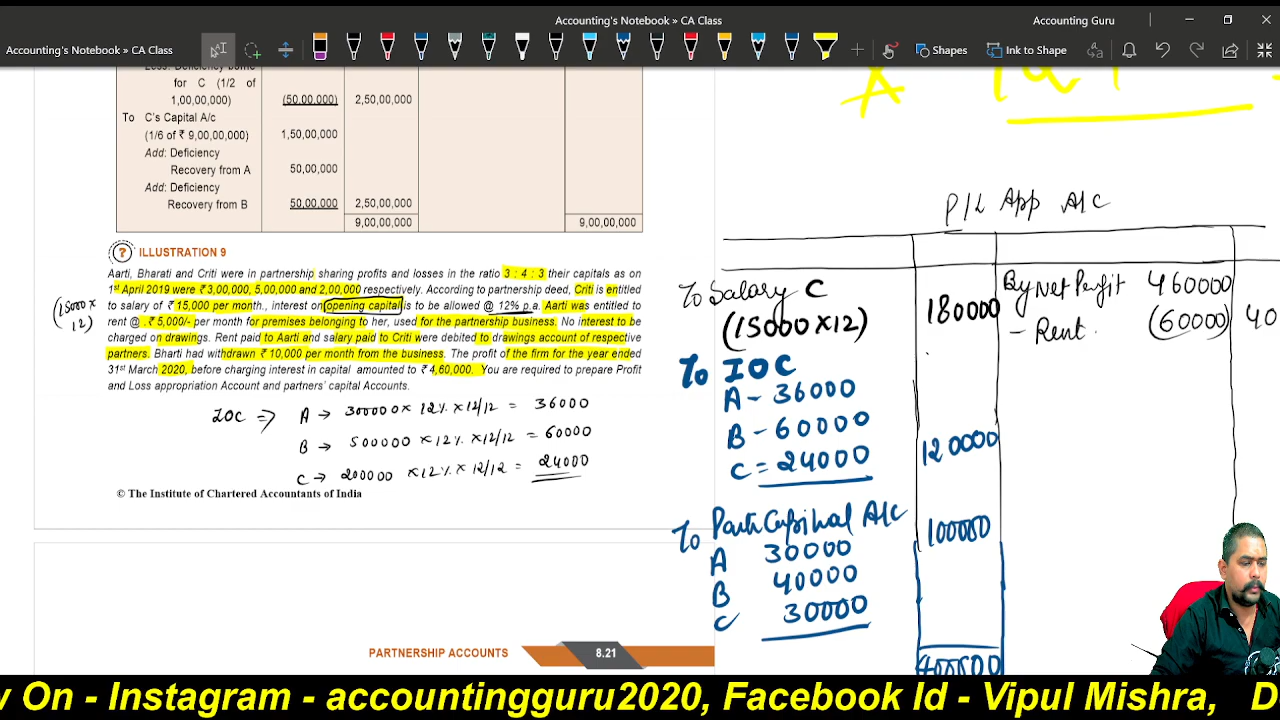 Accounting's Notebook » CA Class
Accounting Guru
Accounting's Notebook » CA Class
Shapes
Ink to Shape
Less: Deficiency borne
for C (1/2 of
1,00,00,000) (50,00,000) 2,50,00,000
To C's Capital A/c
(1/6 of ₹ 9,00,00,000) 1,50,00,000
Add: Deficiency
Recovery from A 50,00,000
Add: Deficiency
Recovery from B 50,00,000 2,50,00,000
9,00,00,000 9,00,00,000
? ILLUSTRATION 9
Aarti, Bharati and Criti were in partnership sharing profits and losses in the ratio 3 : 4 : 3 their capitals as on
1st April 2019 were ₹ 3,00,000, 5,00,000 and 2,00,000 respectively. According to partnership deed, Criti is entitled
to salary of ₹ 15,000 per month., interest on opening capital is to be allowed @ 12% p.a. Aarti was entitled to
rent @ .₹ 5,000/- per month for premises belonging to her, used for the partnership business. No interest to be
charged on drawings. Rent paid to Aarti and salary paid to Criti were debited to drawings account of respective
partners. Bharti had withdrawn ₹ 10,000 per month from the business. The profit of the firm for the year ended
31st March 2020, before charging interest in capital amounted to ₹ 4,60,000. You are required to prepare Profit
and Loss appropriation Account and partners' capital Accounts.
(15000 x
12)
IOC ⇒ A → 300000 x 12% x 12/12 = 36000
B → 500000 x 12% x 12/12 = 60000
C → 200000 x 12% x 12/12 = 24000
© The Institute of Chartered Accountants of India
PARTNERSHIP ACCOUNTS 8.21
A
P/L App A/C
To Salary C 180000 By Net Profit 460000
(15000 x 12) - Rent. (60000) 40
To IOC
A - 36000
B - 60000
C = 24000 120000
To Part Capital A/C 100000
A 30000
B 40000
C 30000
400000
w On - Instagram - accountingguru2020, Facebook Id - Vipul Mishra, D